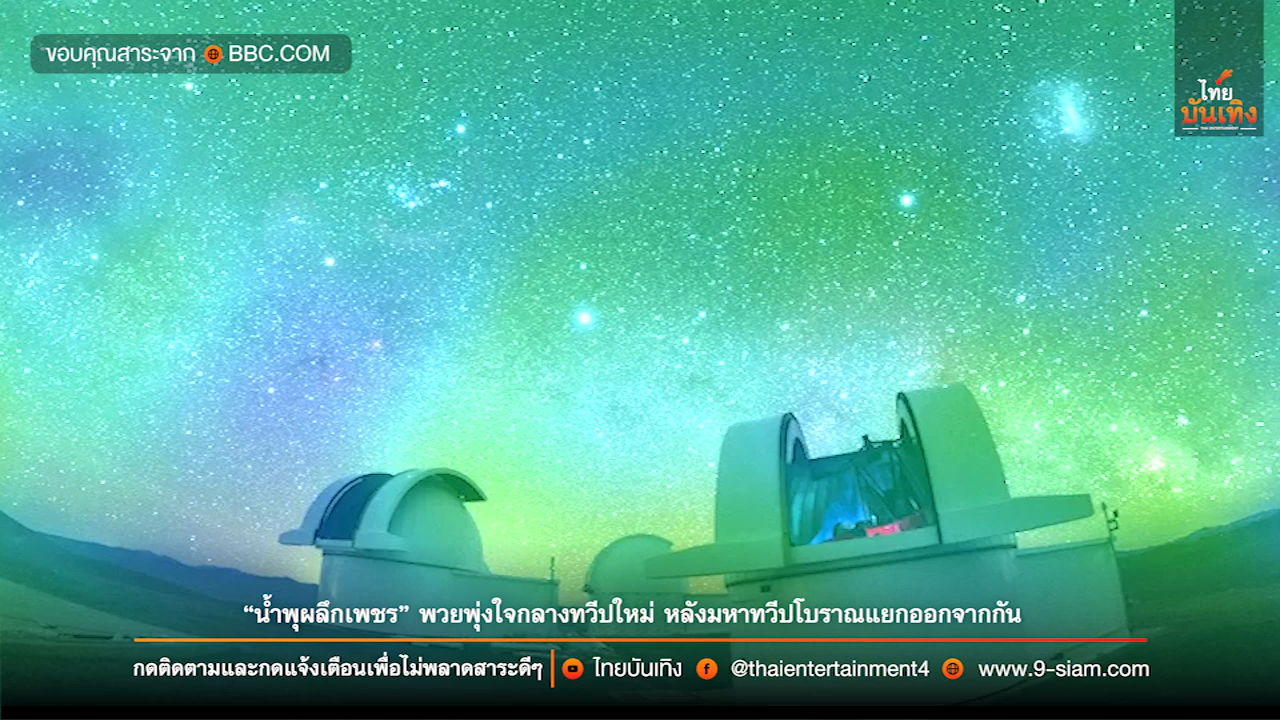 ขอบคุณสาระจาก BBC.COM
ไทย
บันเทิง
THAI ENTERTAINMENT
“น้ำพุผลึกเพชร” พวยพุ่งใจกลางทวีปใหม่ หลังมหาทวีปโบราณแยกออกจากกัน
กดติดตามและกดแจ้งเตือนเพื่อไม่พลาดสาระดีๆ ไทยบันเทิง @thaientertainment4 www.9-siam.com